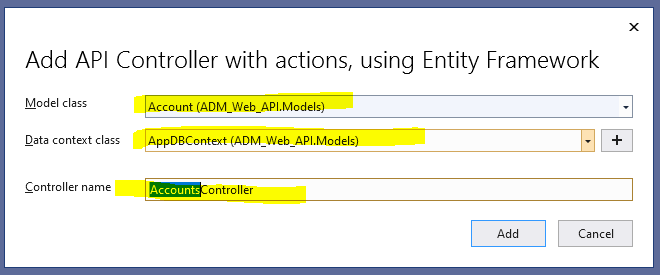 Add API Controller with actions, using Entity Framework
Model class
Account (ADM_Web_API.Models)
Data context class
AppDBContext (ADM_Web_API.Models)
Controller name
AccountsController
Add
Cancel